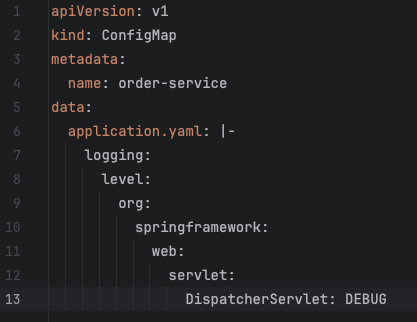 1 apiVersion: v1
2 kind: ConfigMap
3 metadata:
4   name: order-service
5 data:
6   application.yaml: |-
7     logging:
8       level:
9         org:
10           springframework:
11             web:
12               servlet:
13                 DispatcherServlet: DEBUG